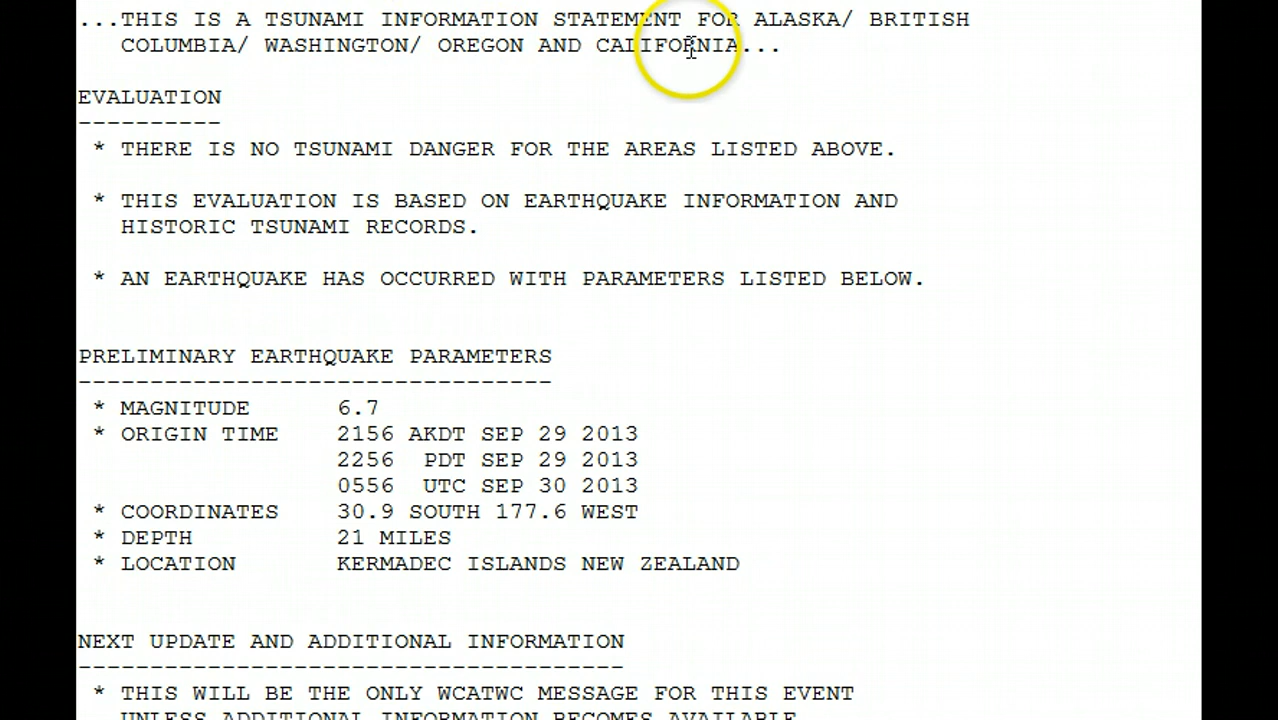 ...THIS IS A TSUNAMI INFORMATION STATEMENT FOR ALASKA/ BRITISH
COLUMBIA/ WASHINGTON/ OREGON AND CALIFORNIA...
EVALUATION
----------
* THERE IS NO TSUNAMI DANGER FOR THE AREAS LISTED ABOVE.
* THIS EVALUATION IS BASED ON EARTHQUAKE INFORMATION AND
HISTORIC TSUNAMI RECORDS.
* AN EARTHQUAKE HAS OCCURRED WITH PARAMETERS LISTED BELOW.
PRELIMINARY EARTHQUAKE PARAMETERS
---------------------------------
* MAGNITUDE 6.7
* ORIGIN TIME 2156 AKDT SEP 29 2013
2256 PDT SEP 29 2013
0556 UTC SEP 30 2013
* COORDINATES 30.9 SOUTH 177.6 WEST
* DEPTH 21 MILES
* LOCATION KERMADEC ISLANDS NEW ZEALAND
NEXT UPDATE AND ADDITIONAL INFORMATION
--------------------------------------
* THIS WILL BE THE ONLY WCATWC MESSAGE FOR THIS EVENT
UNLESS ADDITIONAL INFORMATION BECOMES AVAILABLE